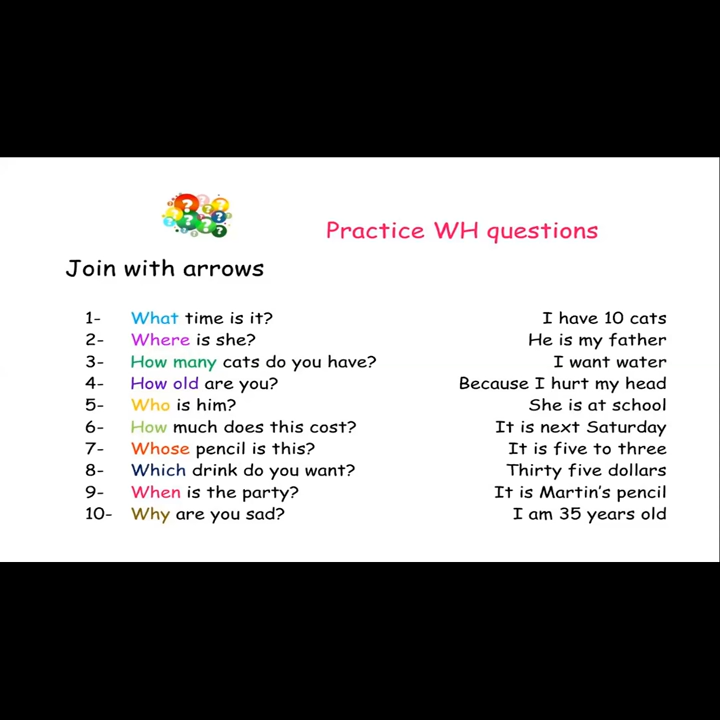 Practice WH questions
Join with arrows
1- What time is it? I have 10 cats
2- Where is she? He is my father
3- How many cats do you have? I want water
4- How old are you? Because I hurt my head
5- Who is him? She is at school
6- How much does this cost? It is next Saturday
7- Whose pencil is this? It is five to three
8- Which drink do you want? Thirty five dollars
9- When is the party? It is Martin's pencil
10- Why are you sad? I am 35 years old